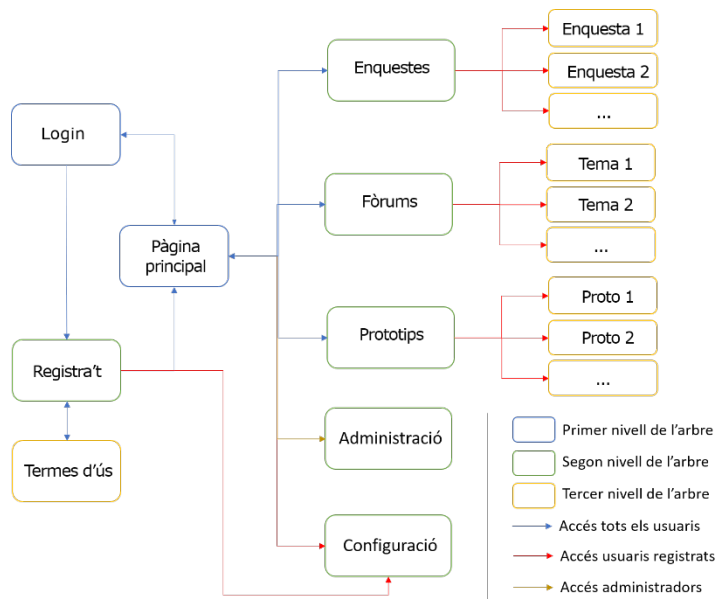 Login
Pàgina
principal
Registra't
Termes d'ús
Enquestes
Enquesta 1
Enquesta 2
...
Fòrums
Tema 1
Tema 2
...
Prototips
Proto 1
Proto 2
...
Administració
Configuració
Primer nivell de l'arbre
Segon nivell de l'arbre
Tercer nivell de l'arbre
Accés tots els usuaris
Accés usuaris registrats
Accés administradors